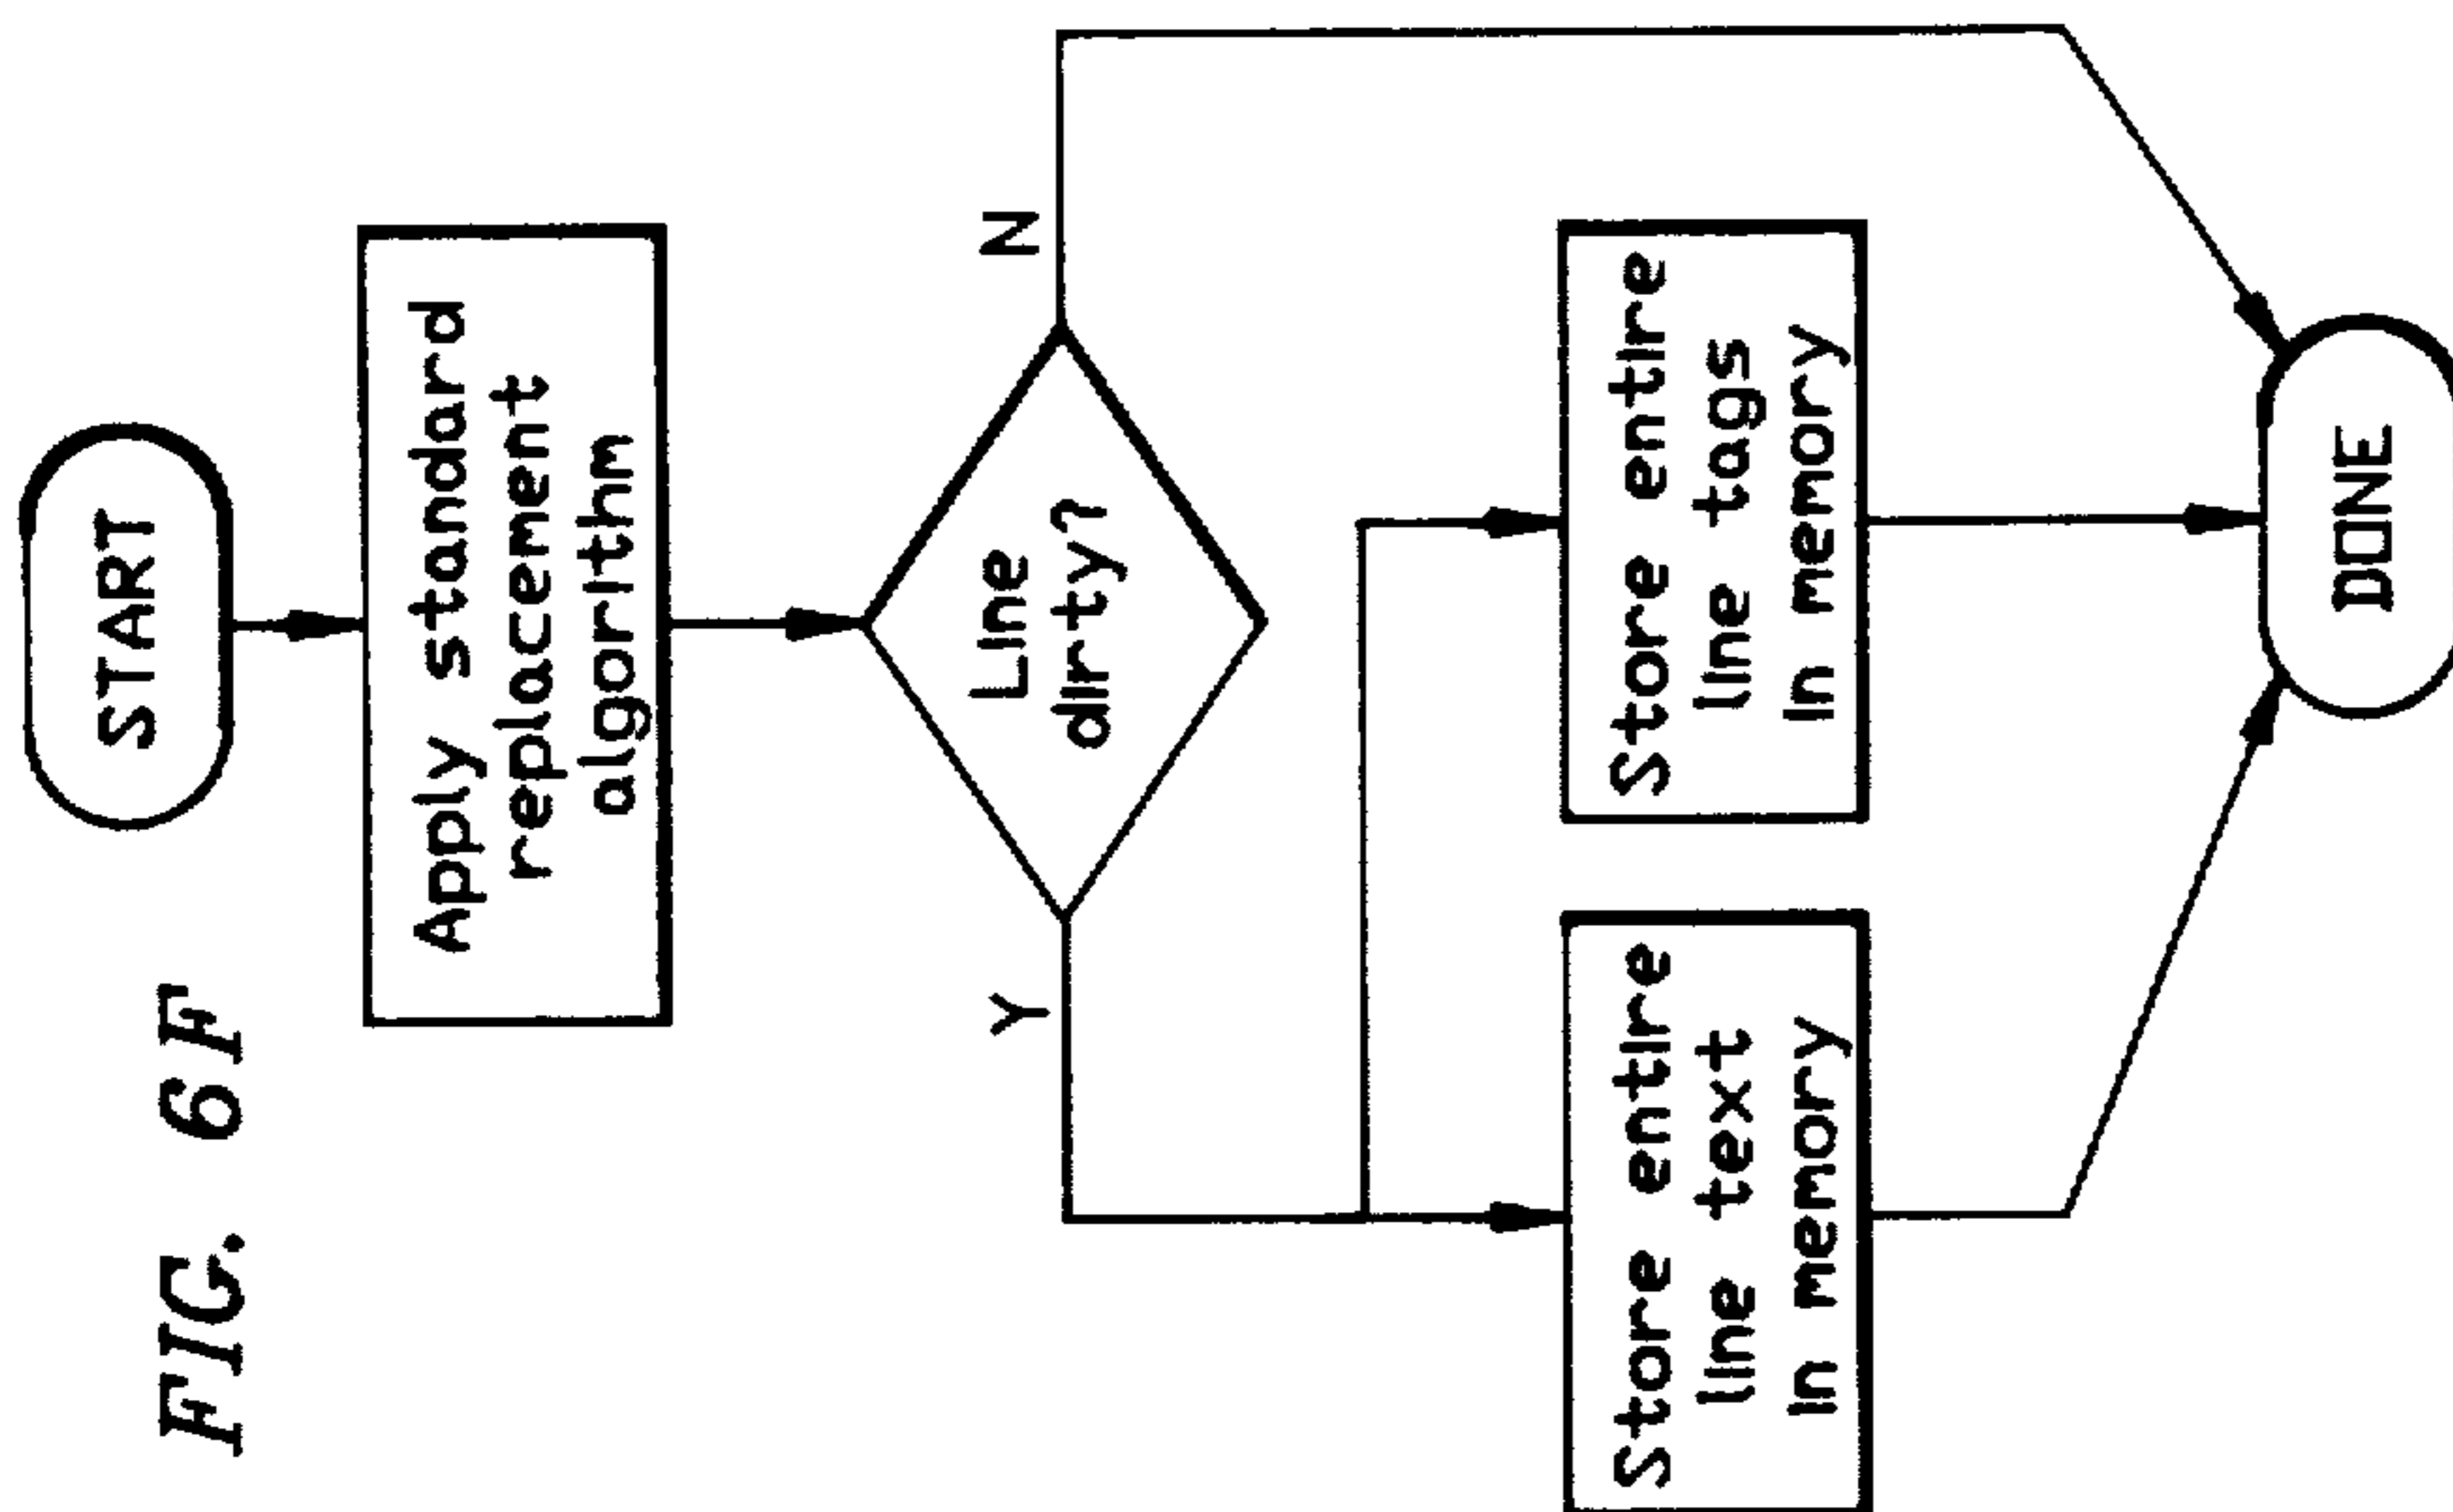 FIG. 6F
START
Apply standard
replacement
algorithm
Line
dirty?
Y
N
Store entire
line text
in memory
Store entire
line tags
in memory
DONE